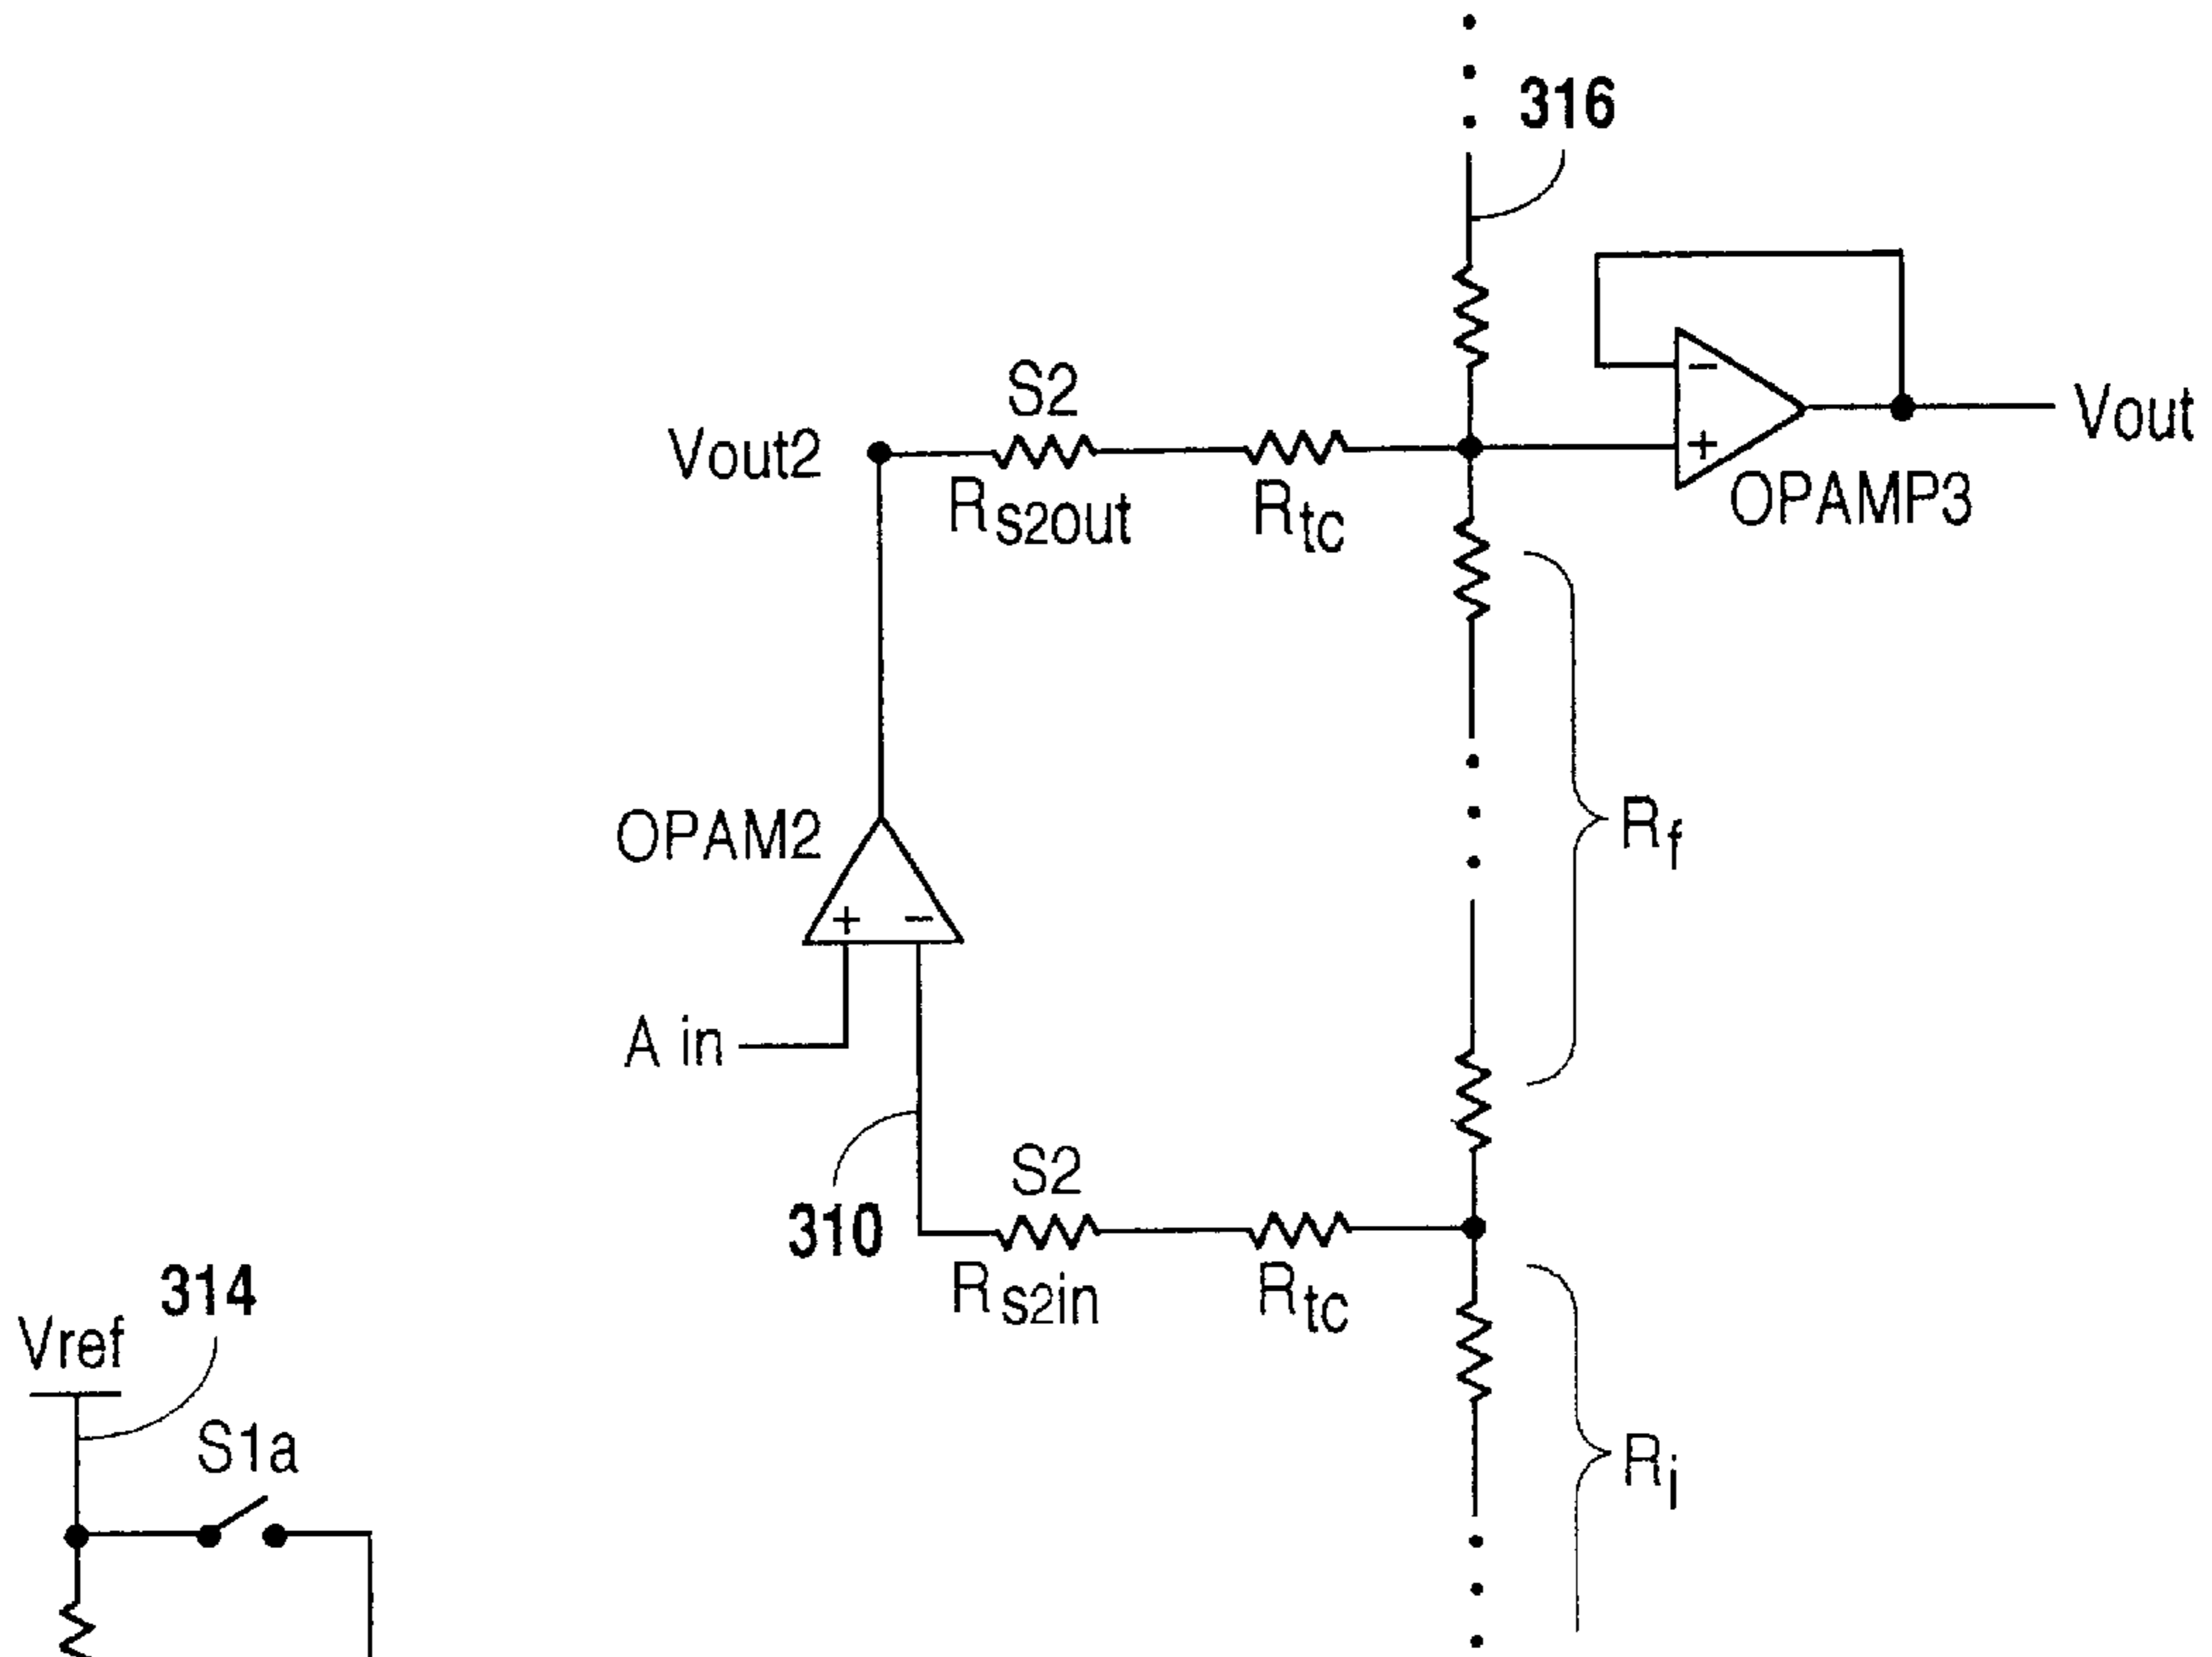 316
S2
Vout2
Rs2out
Rtc
−
+
OPAMP3
Vout
OPAM2
+ −
Rf
A in
310
S2
Rs2in
Rtc
314
Vref
S1a
Ri